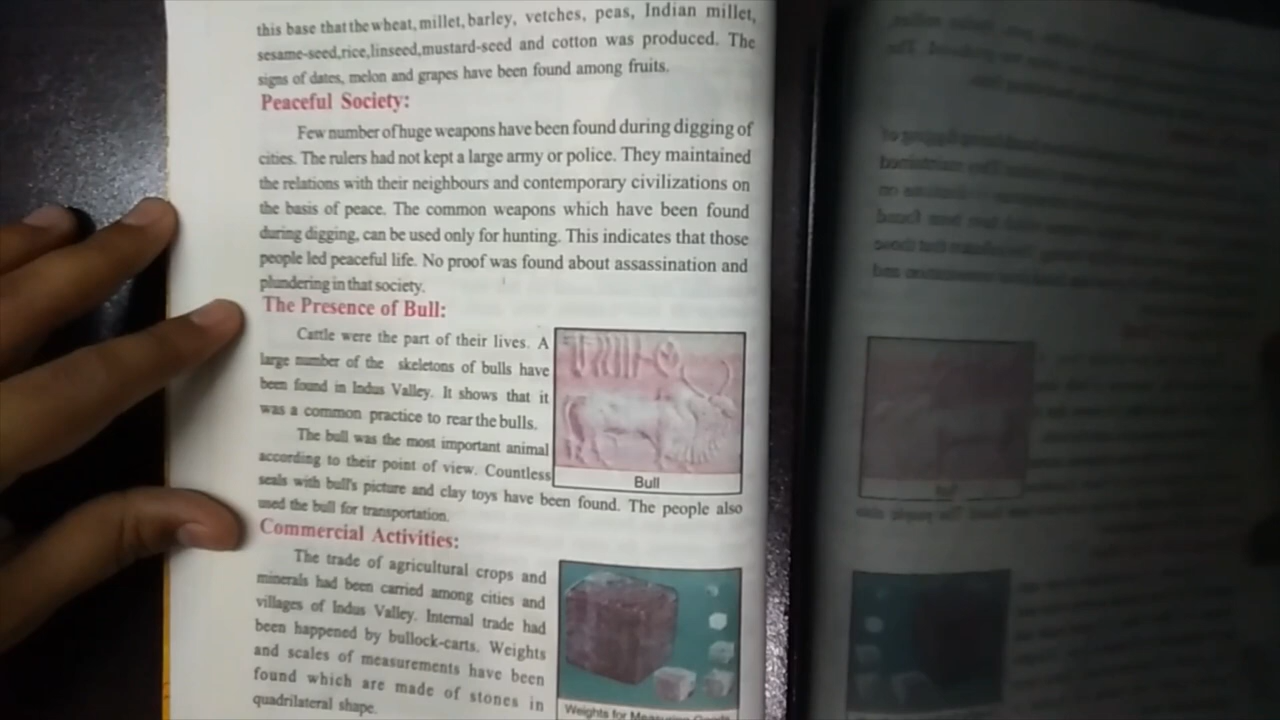 this base that the wheat, millet, barley, vetches, peas, Indian millet,
sesame-seed,rice,linseed,mustard-seed and cotton was produced. The
signs of dates, melon and grapes have been found among fruits.
Peaceful Society:
Few number of huge weapons have been found during digging of
cities. The rulers had not kept a large army or police. They maintained
the relations with their neighbours and contemporary civilizations on
the basis of peace. The common weapons which have been found
during digging, can be used only for hunting. This indicates that those
people led peaceful life. No proof was found about assassination and
plundering in that society.
The Presence of Bull:
Cattle were the part of their lives. A
large number of the skeletons of bulls have
been found in Indus Valley. It shows that it
was a common practice to rear the bulls.
The bull was the most important animal
according to their point of view. Countless
seals with bull's picture and clay toys have been found. The people also
used the bull for transportation.
Bull
Commercial Activities:
The trade of agricultural crops and
minerals had been carried among cities and
villages of Indus Valley. Internal trade had
been happened by bullock-carts. Weights
and scales of measurements have been
found which are made of stones in
quadrilateral shape.
Weights for Measuring Goods